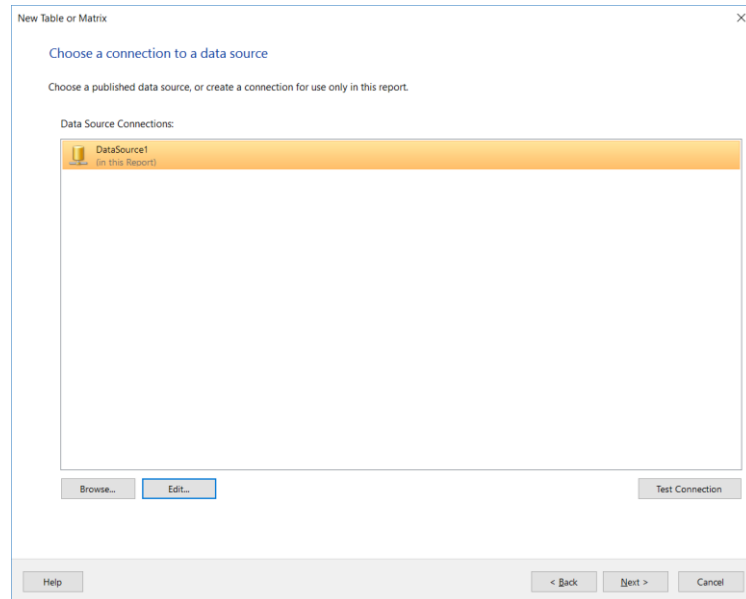 New Table or Matrix
Choose a connection to a data source
Choose a published data source, or create a connection for use only in this report.
Data Source Connections:
DataSource1
(in this Report)
Browse... Edit... Test Connection
Help < Back Next > Cancel